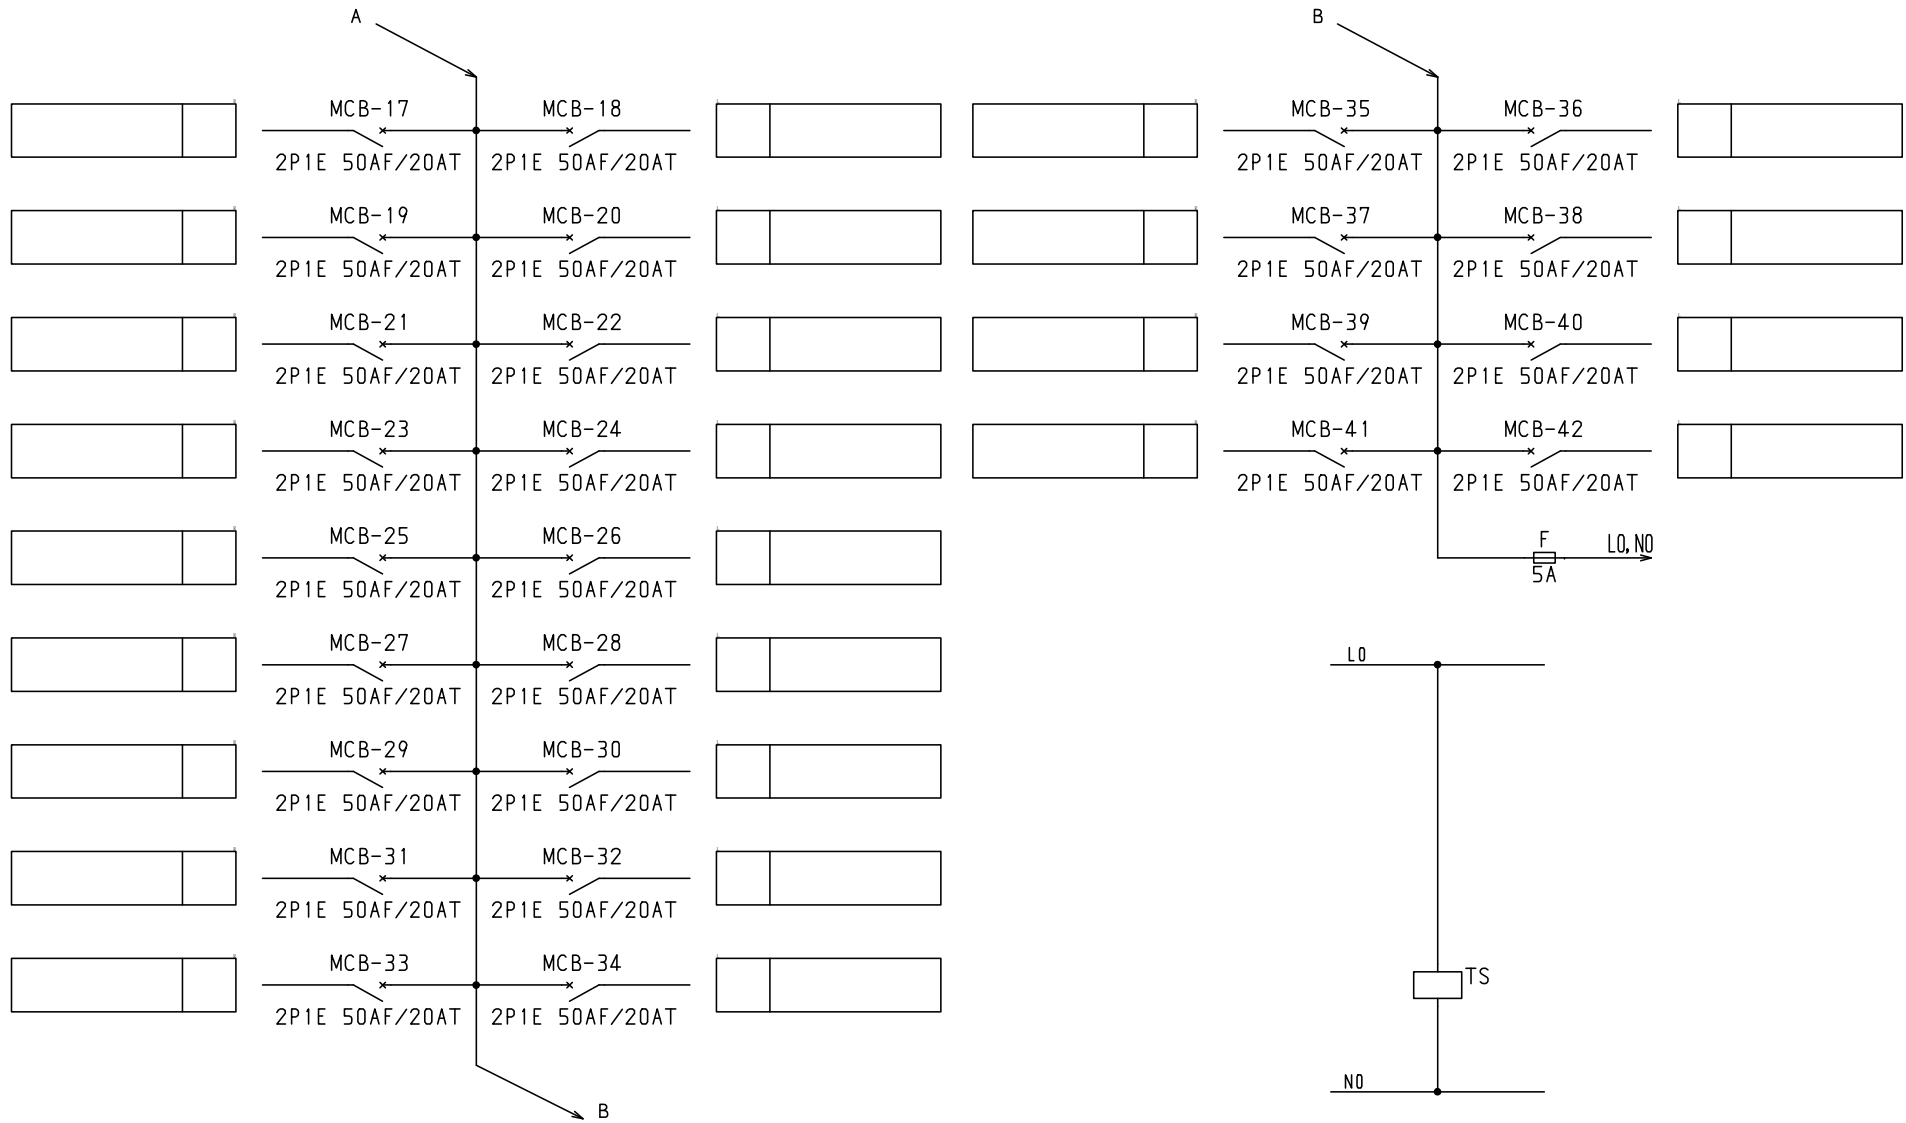 A
MCB-17 MCB-18
2P1E 50AF/20AT 2P1E 50AF/20AT
MCB-19 MCB-20
2P1E 50AF/20AT 2P1E 50AF/20AT
MCB-21 MCB-22
2P1E 50AF/20AT 2P1E 50AF/20AT
MCB-23 MCB-24
2P1E 50AF/20AT 2P1E 50AF/20AT
MCB-25 MCB-26
2P1E 50AF/20AT 2P1E 50AF/20AT
MCB-27 MCB-28
2P1E 50AF/20AT 2P1E 50AF/20AT
MCB-29 MCB-30
2P1E 50AF/20AT 2P1E 50AF/20AT
MCB-31 MCB-32
2P1E 50AF/20AT 2P1E 50AF/20AT
MCB-33 MCB-34
2P1E 50AF/20AT 2P1E 50AF/20AT
B
B
MCB-35 MCB-36
2P1E 50AF/20AT 2P1E 50AF/20AT
MCB-37 MCB-38
2P1E 50AF/20AT 2P1E 50AF/20AT
MCB-39 MCB-40
2P1E 50AF/20AT 2P1E 50AF/20AT
MCB-41 MCB-42
2P1E 50AF/20AT 2P1E 50AF/20AT
F L0,N0
5A
L0
TS
N0